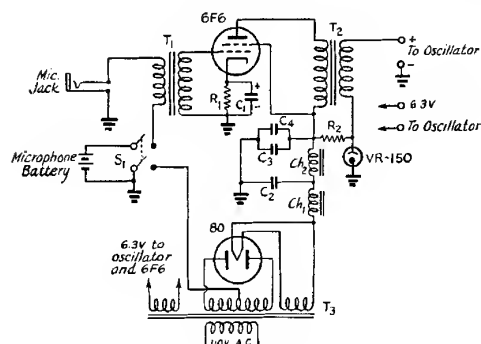 6F6
T1
T2
+
To Oscillator
-
Mic. Jack
R1
C1
+
-
6.3V
To Oscillator
C4
R2
C3
Ch2
VR-150
S1
Microphone
Battery
C2
Ch1
80
6.3V to
oscillator
and 6F6
T3
110V. A.C.